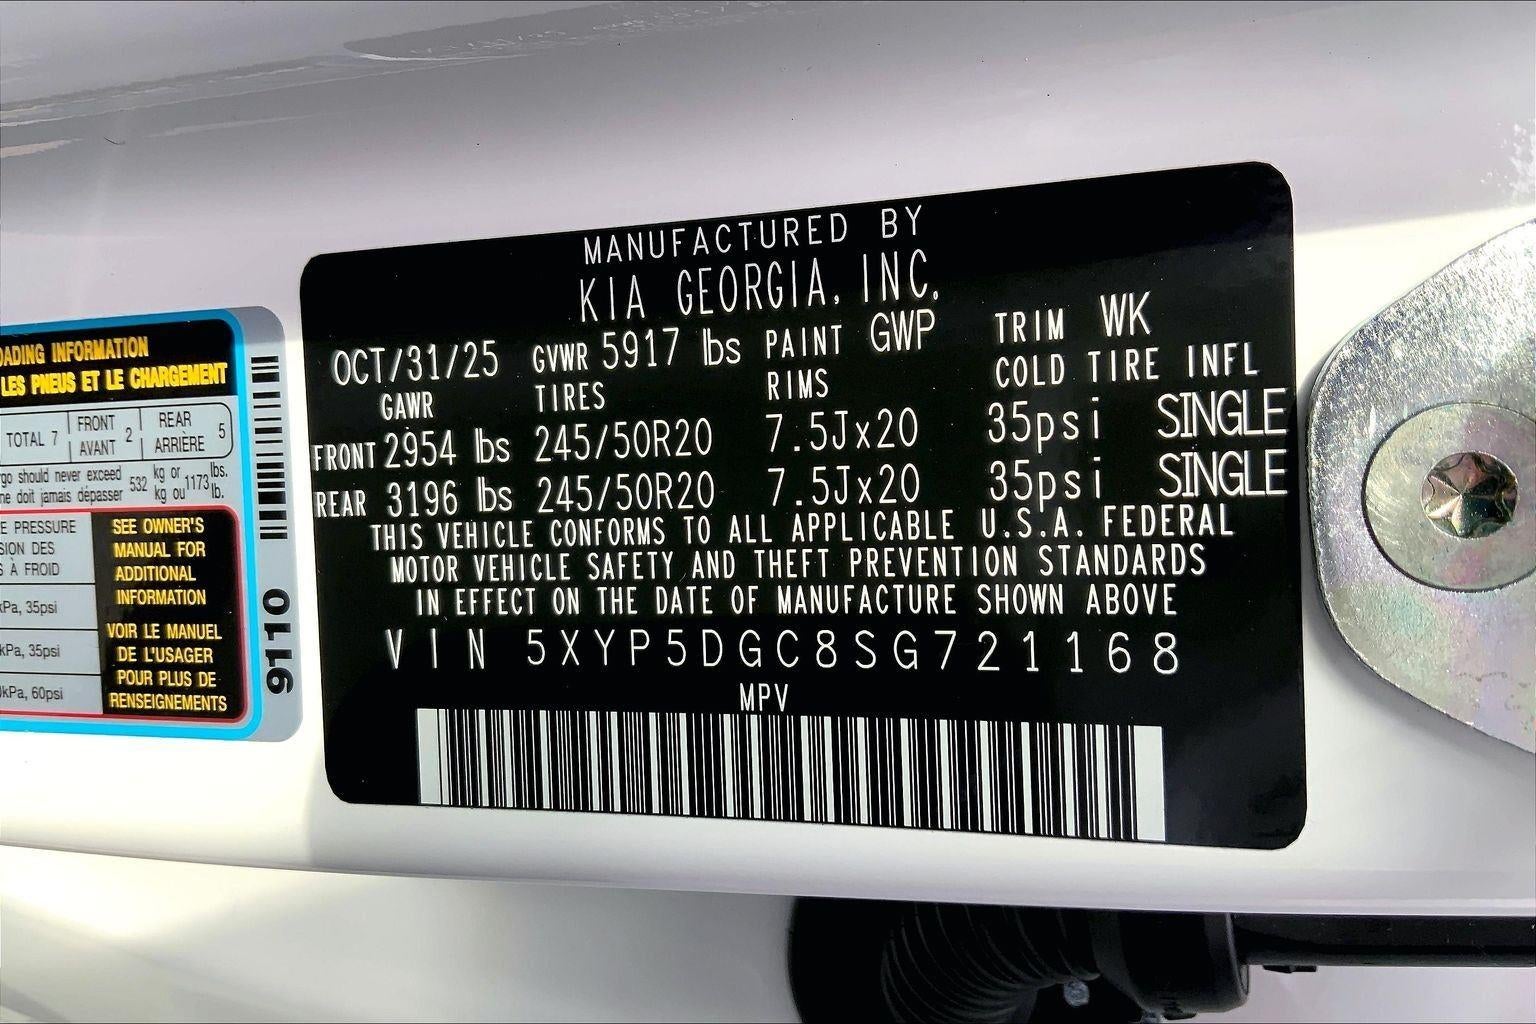 MANUFACTURED BY
KIA GEORGIA, INC.
OCT/31/25 GVWR 5917 lbs PAINT GWP TRIM WK
GAWR TIRES RIMS COLD TIRE INFL
FRONT 2954 lbs 245/50R20 7.5Jx20 35psi SINGLE
REAR 3196 lbs 245/50R20 7.5Jx20 35psi SINGLE
THIS VEHICLE CONFORMS TO ALL APPLICABLE U.S.A. FEDERAL
MOTOR VEHICLE SAFETY AND THEFT PREVENTION STANDARDS
IN EFFECT ON THE DATE OF MANUFACTURE SHOWN ABOVE
VIN 5XYP5DGC8SG721168
MPV
OADING INFORMATION
LES PNEUS ET LE CHARGEMENT
TOTAL 7 FRONT AVANT 2 REAR ARRIÈRE 5
go should never exceed 532 kg or 1173 lbs.
ne doit jamais dépasser kg ou lb.
E PRESSURE
SION DES
S À FROID
kPa, 35psi
kPa, 35psi
kPa, 60psi
SEE OWNER'S
MANUAL FOR
ADDITIONAL
INFORMATION
VOIR LE MANUEL
DE L'USAGER
POUR PLUS DE
RENSEIGNEMENTS
9110